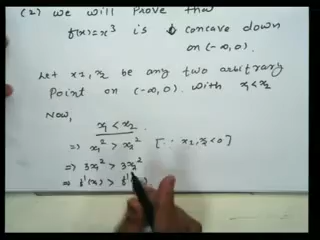 (2) we will prove that
f(x)=x³ is concave down
on (-∞, 0).
Let x1, x2 be any two arbitrary
Point on (-∞, 0). with x₁<x₂
Now,
x₁ < x₂.
⇒ x₁² > x₂² [∵ x₂, x₁<0]
⇒ 3x₁² > 3x₂²
⇒ f'(x₁) > f'